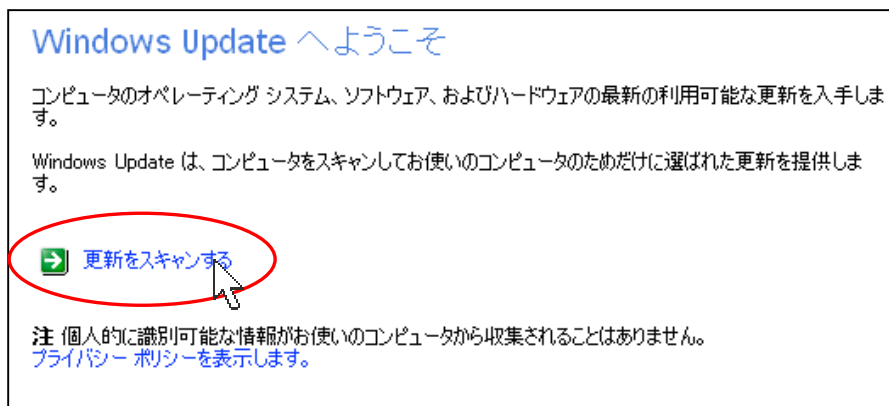 Windows Update へようこそ
コンピュータのオペレーティング システム、ソフトウェア、およびハードウェアの最新の利用可能な更新を入手しま
す。
Windows Update は、コンピュータをスキャンしてお使いのコンピュータのためだけに選ばれた更新を提供しま
す。
更新をスキャンする
注 個人的に識別可能な情報がお使いのコンピュータから収集されることはありません。
プライバシー ポリシーを表示します。